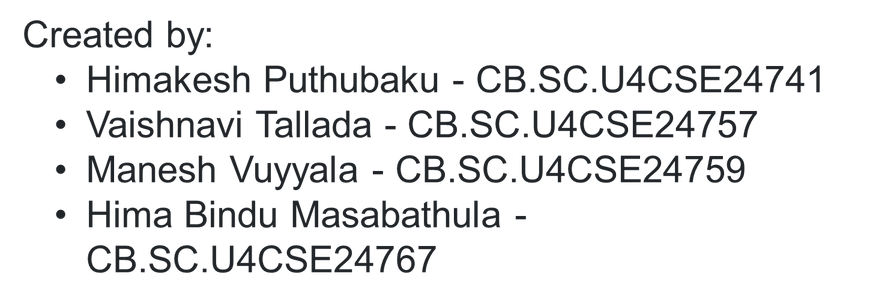 Created by:
• Himakesh Puthubaku - CB.SC.U4CSE24741
• Vaishnavi Tallada - CB.SC.U4CSE24757
• Manesh Vuyyala - CB.SC.U4CSE24759
• Hima Bindu Masabathula -
CB.SC.U4CSE24767